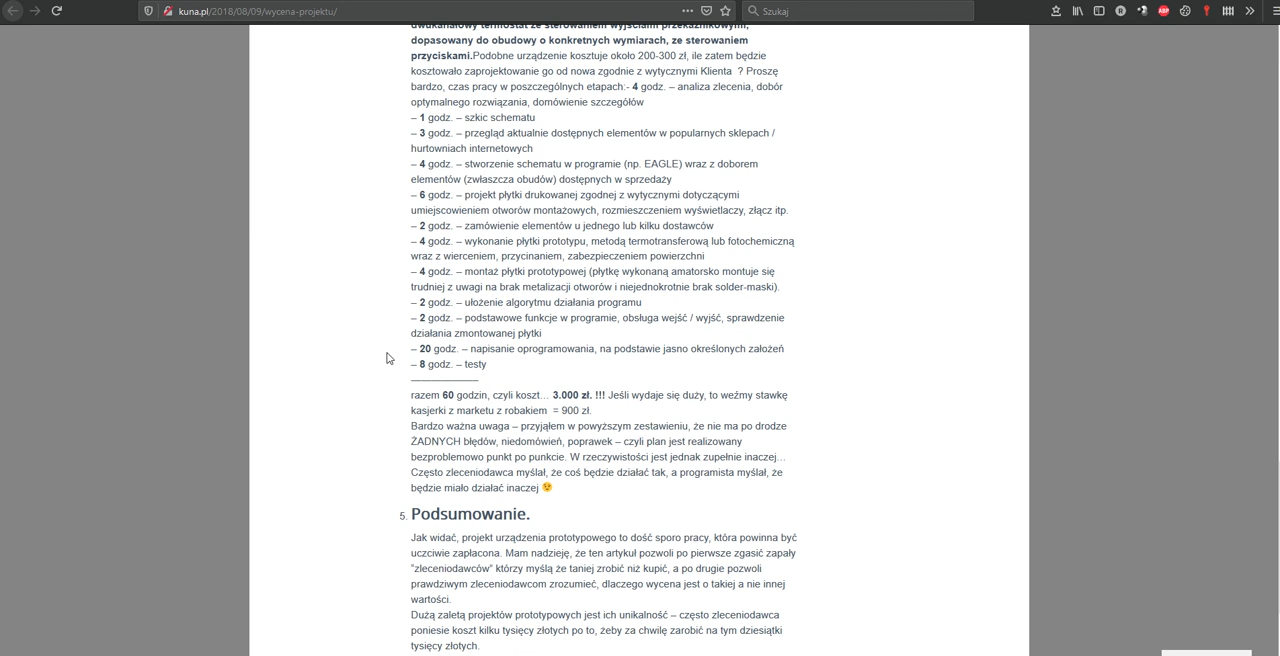 kuna.pl/2018/08/09/wycena-projektu/
Szukaj
dwukanałowy termostat ze sterowaniem wyjściami przekaźnikowymi,
dopasowany do obudowy o konkretnych wymiarach, ze sterowaniem
przyciskami.Podobne urządzenie kosztuje około 200-300 zł, ile zatem będzie
kosztowało zaprojektowanie go od nowa zgodnie z wytycznymi Klienta  ? Proszę
bardzo, czas pracy w poszczególnych etapach:- 4 godz. – analiza zlecenia, dobór
optymalnego rozwiązania, domówienie szczegółów
– 1 godz. – szkic schematu
– 3 godz. – przegląd aktualnie dostępnych elementów w popularnych sklepach /
hurtowniach internetowych
– 4 godz. – stworzenie schematu w programie (np. EAGLE) wraz z doborem
elementów (zwłaszcza obudów) dostępnych w sprzedaży
– 6 godz. – projekt płytki drukowanej zgodnej z wytycznymi dotyczącymi
umiejscowieniem otworów montażowych, rozmieszczeniem wyświetlaczy, złącz itp.
– 2 godz. – zamówienie elementów u jednego lub kilku dostawców
– 4 godz. – wykonanie płytki prototypu, metodą termotransferową lub fotochemiczną
wraz z wierceniem, przycinaniem, zabezpieczeniem powierzchni
– 4 godz. – montaż płytki prototypowej (płytkę wykonaną amatorsko montuje się
trudniej z uwagi na brak metalizacji otworów i niejednokrotnie brak solder-maski).
– 2 godz. – ułożenie algorytmu działania programu
– 2 godz. – podstawowe funkcje w programie, obsługa wejść / wyjść, sprawdzenie
działania zmontowanej płytki
– 20 godz. – napisanie oprogramowania, na podstawie jasno określonych założeń
– 8 godz. – testy
razem 60 godzin, czyli koszt… 3.000 zł. !!! Jeśli wydaje się duży, to weźmy stawkę
kasjerki z marketu z robakiem  = 900 zł.
Bardzo ważna uwaga – przyjąłem w powyższym zestawieniu, że nie ma po drodze
ŻADNYCH błędów, niedomówień, poprawek – czyli plan jest realizowany
bezproblemowo punkt po punkcie. W rzeczywistości jest jednak zupełnie inaczej…
Często zleceniodawca myślał, że coś będzie działać tak, a programista myślał, że
będzie miało działać inaczej 😉
5. Podsumowanie.
Jak widać, projekt urządzenia prototypowego to dość sporo pracy, która powinna być
uczciwie zapłacona. Mam nadzieję, że ten artykuł pozwoli po pierwsze zgasić zapały
“zleceniodawców” którzy myślą że taniej zrobić niż kupić, a po drugie pozwoli
prawdziwym zleceniodawcom zrozumieć, dlaczego wycena jest o takiej a nie innej
wartości.
Dużą zaletą projektów prototypowych jest ich unikalność – często zleceniodawca
poniesie koszt kilku tysięcy złotych po to, żeby za chwilę zarobić na tym dziesiątki
tysięcy złotych.